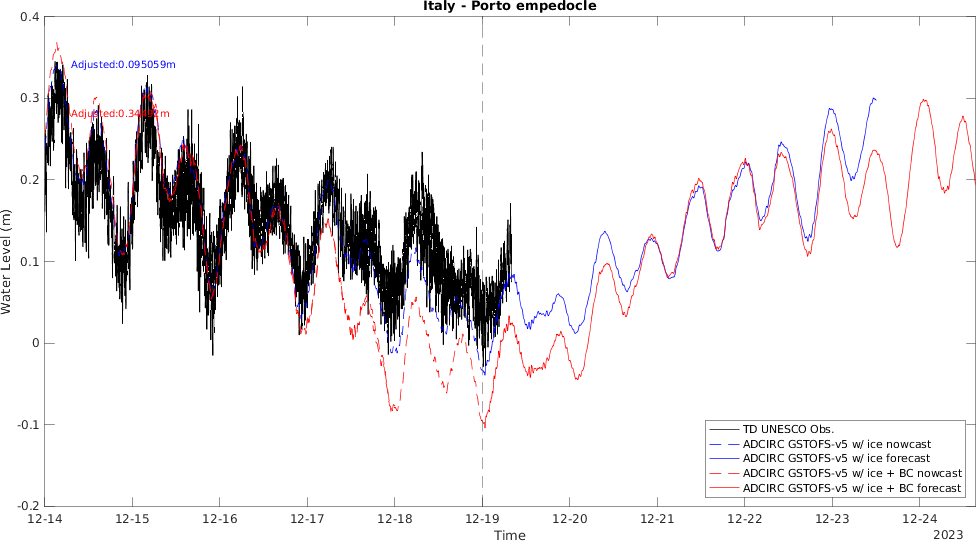 Italy - Porto empedocle
Water Level (m)
0.4
0.3
0.2
0.1
0
-0.1
-0.2
Adjusted:0.095059m
TD UNESCO Obs.
ADCIRC GSTOFS-v5 w/ ice nowcast
ADCIRC GSTOFS-v5 w/ ice forecast
ADCIRC GSTOFS-v5 w/ ice + BC nowcast
ADCIRC GSTOFS-v5 w/ ice + BC forecast
12-14 12-15 12-16 12-17 12-18 12-19 12-20 12-21 12-22 12-23 12-24
Time
2023